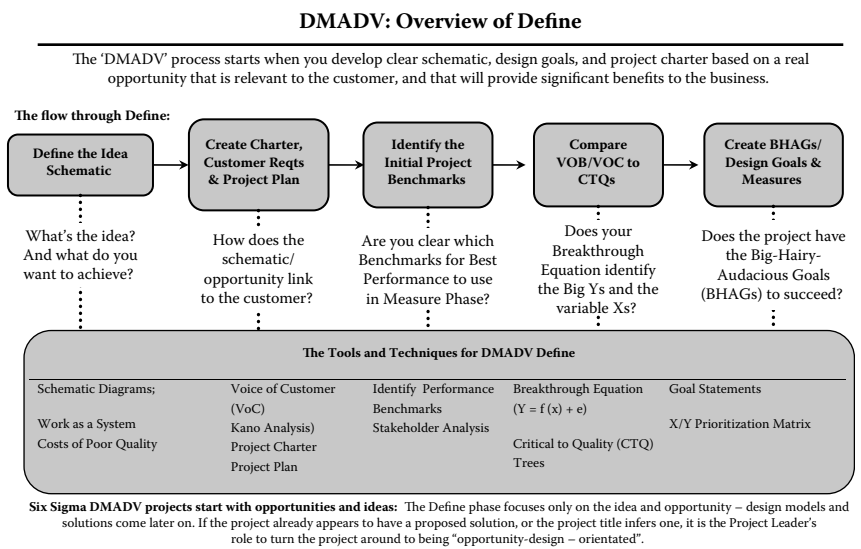 DMADV: Overview of Define
The ‘DMADV’ process starts when you develop clear schematic, design goals, and project charter based on a real
opportunity that is relevant to the customer, and that will provide significant benefits to the business.
The flow through Define:
Define the Idea
Schematic
Create Charter,
Customer Reqts
& Project Plan
Identify the
Initial Project
Benchmarks
Compare
VOB/VOC to
CTQs
Create BHAGs/
Design Goals &
Measures
What’s the idea?
And what do you
want to achieve?
How does the
schematic/
opportunity link
to the customer?
Are you clear which
Benchmarks for Best
Performance to use
in Measure Phase?
Does your
Breakthrough
Equation identify
the Big Ys and the
variable Xs?
Does the project have
the Big-Hairy-
Audacious Goals
(BHAGs) to succeed?
The Tools and Techniques for DMADV Define
Schematic Diagrams;
Work as a System
Costs of Poor Quality
Voice of Customer
(VoC)
Kano Analysis)
Project Charter
Project Plan
Identify Performance
Benchmarks
Stakeholder Analysis
Breakthrough Equation
(Y = f (x) + e)
Critical to Quality (CTQ)
Trees
Goal Statements
X/Y Prioritization Matrix
Six Sigma DMADV projects start with opportunities and ideas: The Define phase focuses only on the idea and opportunity – design models and
solutions come later on. If the project already appears to have a proposed solution, or the project title infers one, it is the Project Leader’s
role to turn the project around to being “opportunity-design – orientated”.